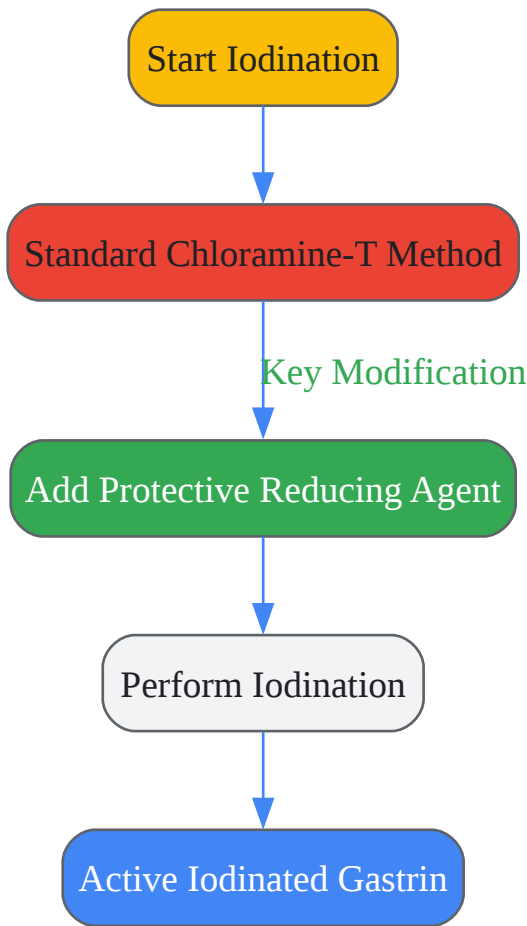 Start Iodination
Standard Chloramine-T Method
Key Modification
Add Protective Reducing Agent
Perform Iodination
Active Iodinated Gastrin